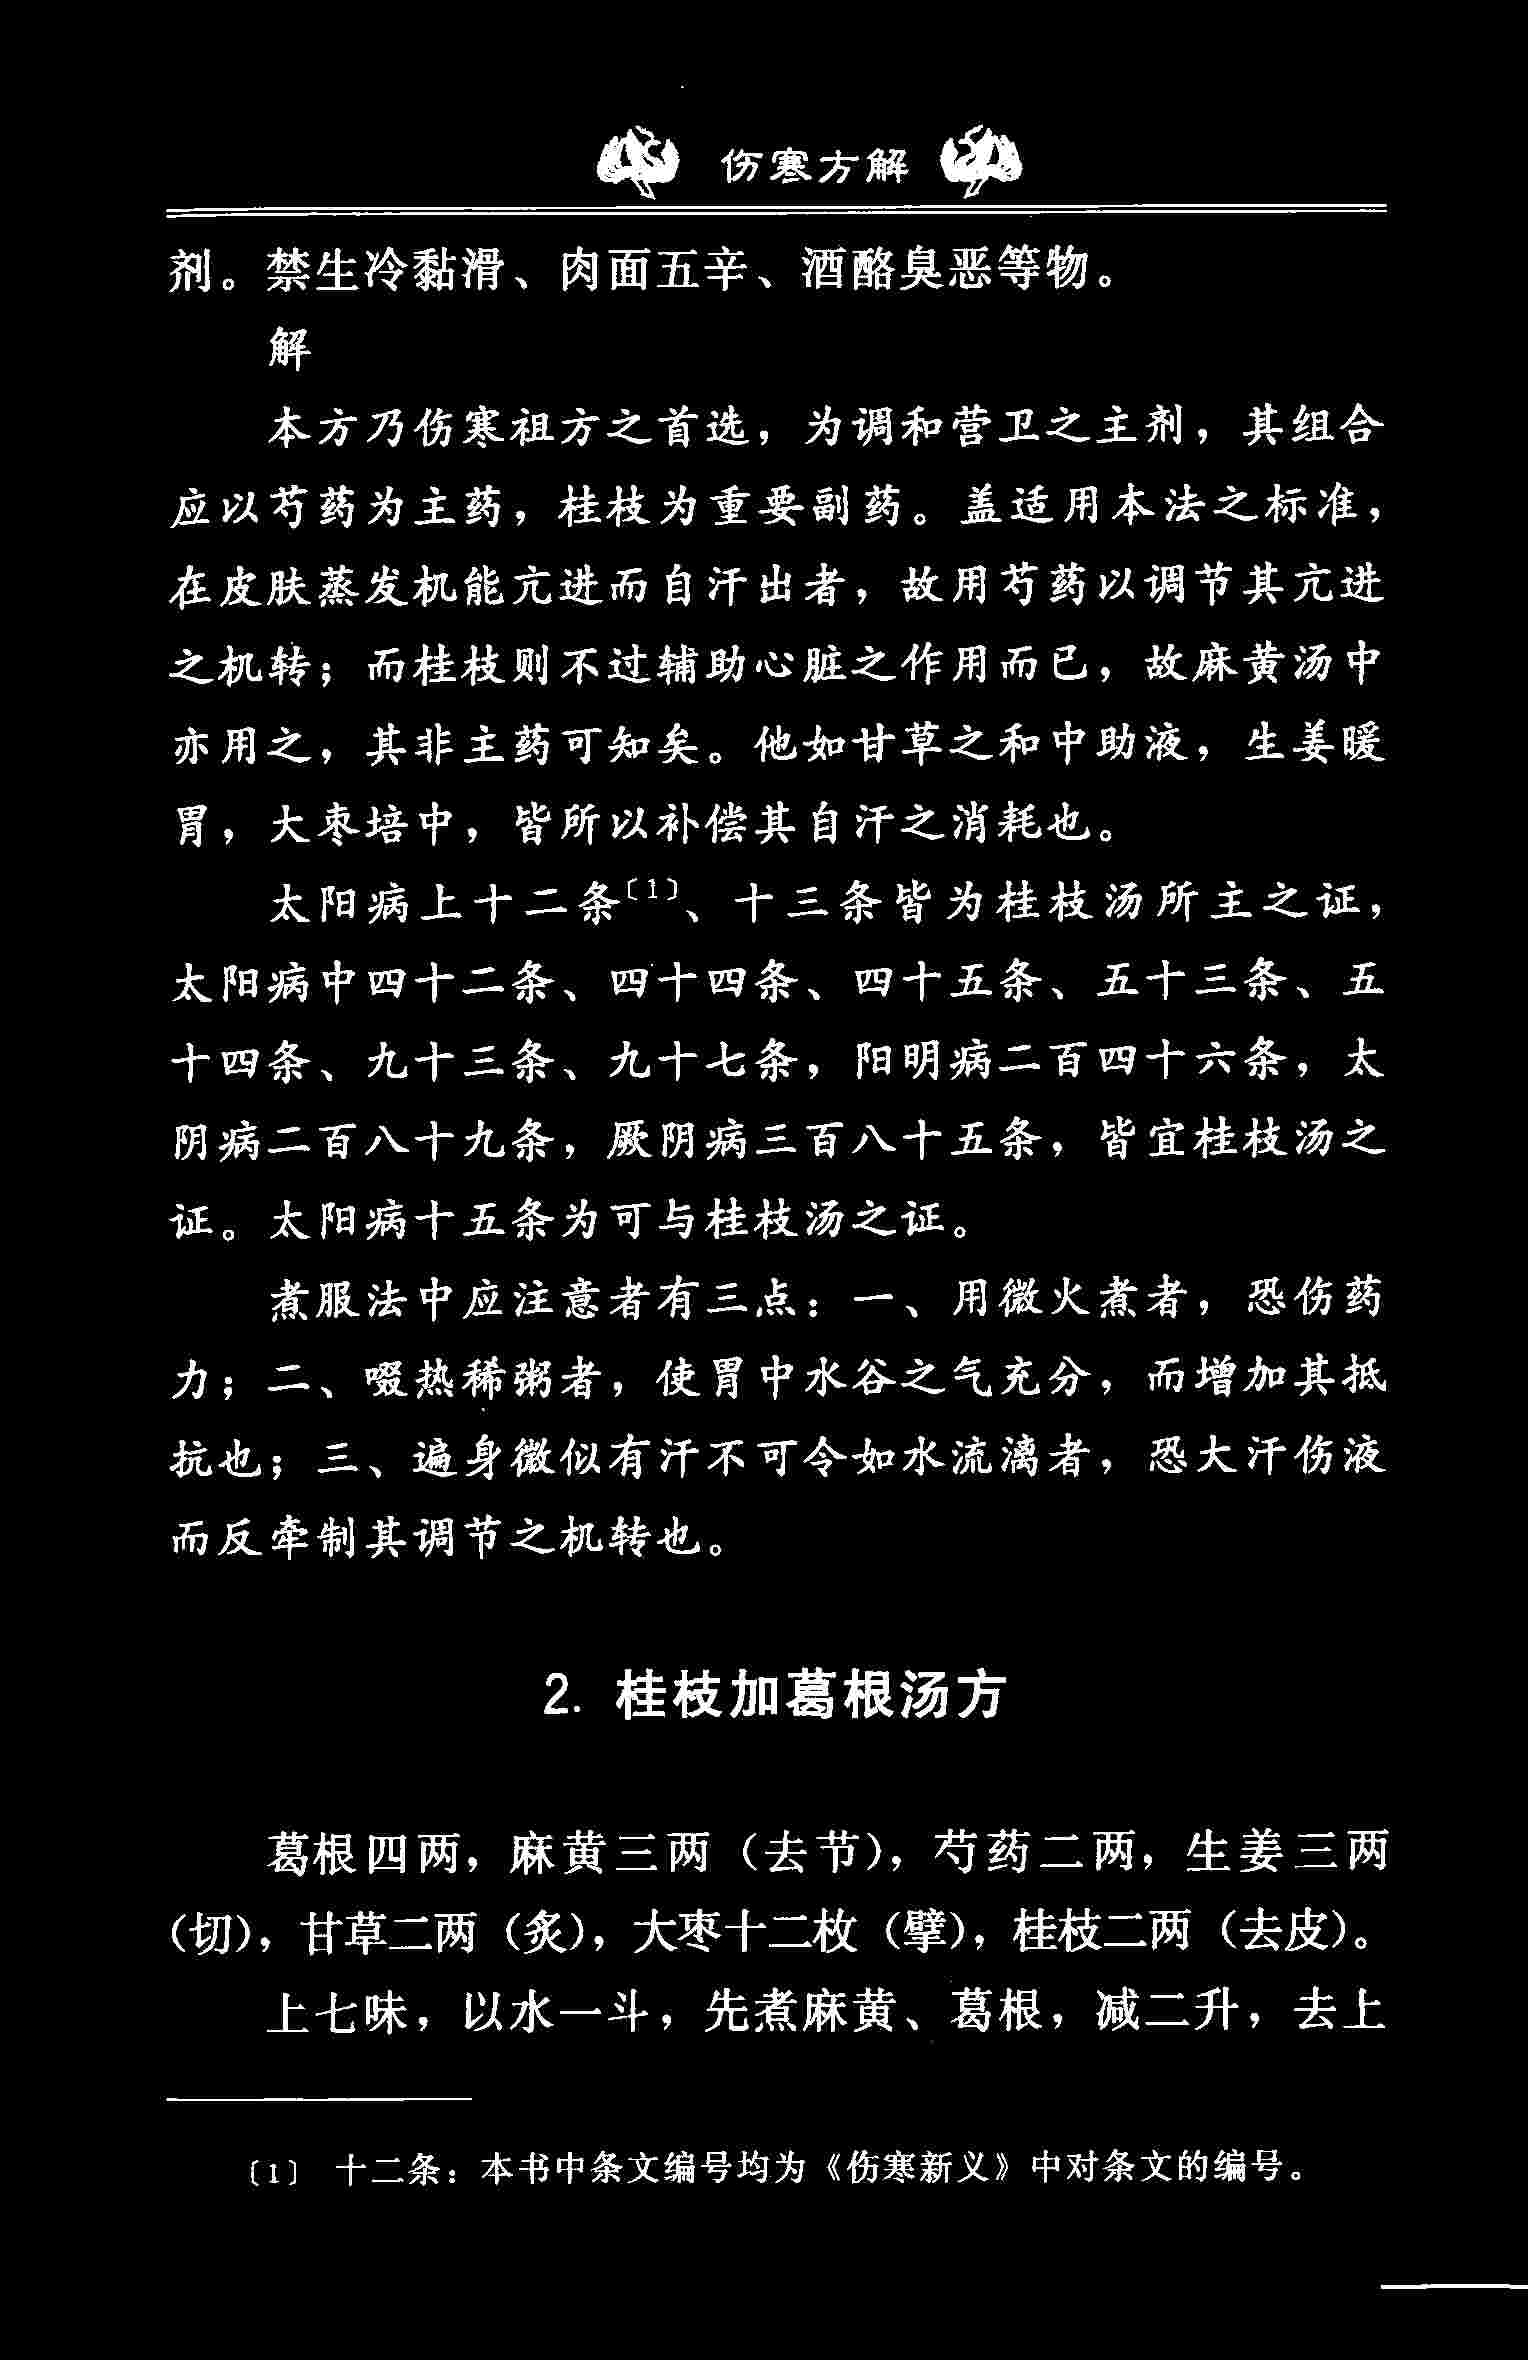 伤寒方解
剂。禁生冷黏滑、肉面五辛、酒酪臭恶等物。
解
本方乃伤寒祖方之首选，为调和营卫之主剂，其组合
应以芍药为主药，桂枝为重要副药。盖适用本法之标准，
在皮肤蒸发机能亢进而自汗出者，故用芍药以调节其亢进
之机转；而桂枝则不过辅助心脏之作用而已，故麻黄汤中
亦用之，其非主药可知矣。他如甘草之和中助液，生姜暖
胃，大枣培中，皆所以补偿其自汗之消耗也。
太阳病上十二条〔1〕、十三条皆为桂枝汤所主之证，
太阳病中四十二条、四十四条、四十五条、五十三条、五
十四条、九十三条、九十七条，阳明病二百四十六条，太
阴病二百八十九条，厥阴病三百八十五条，皆宜桂枝汤之
证。太阳病十五条为可与桂枝汤之证。
煮服法中应注意者有三点：一、用微火煮者，恐伤药
力；二、啜热稀粥者，使胃中水谷之气充分，而增加其抵
抗也；三、遍身微似有汗不可令如水流漓者，恐大汗伤液
而反牵制其调节之机转也。
2. 桂枝加葛根汤方
葛根四两，麻黄三两（去节），芍药二两，生姜三两
（切），甘草二两（炙），大枣十二枚（擘），桂枝二两（去皮）。
上七味，以水一斗，先煮麻黄、葛根，减二升，去上
〔1〕 十二条：本书中条文编号均为《伤寒新义》中对条文的编号。